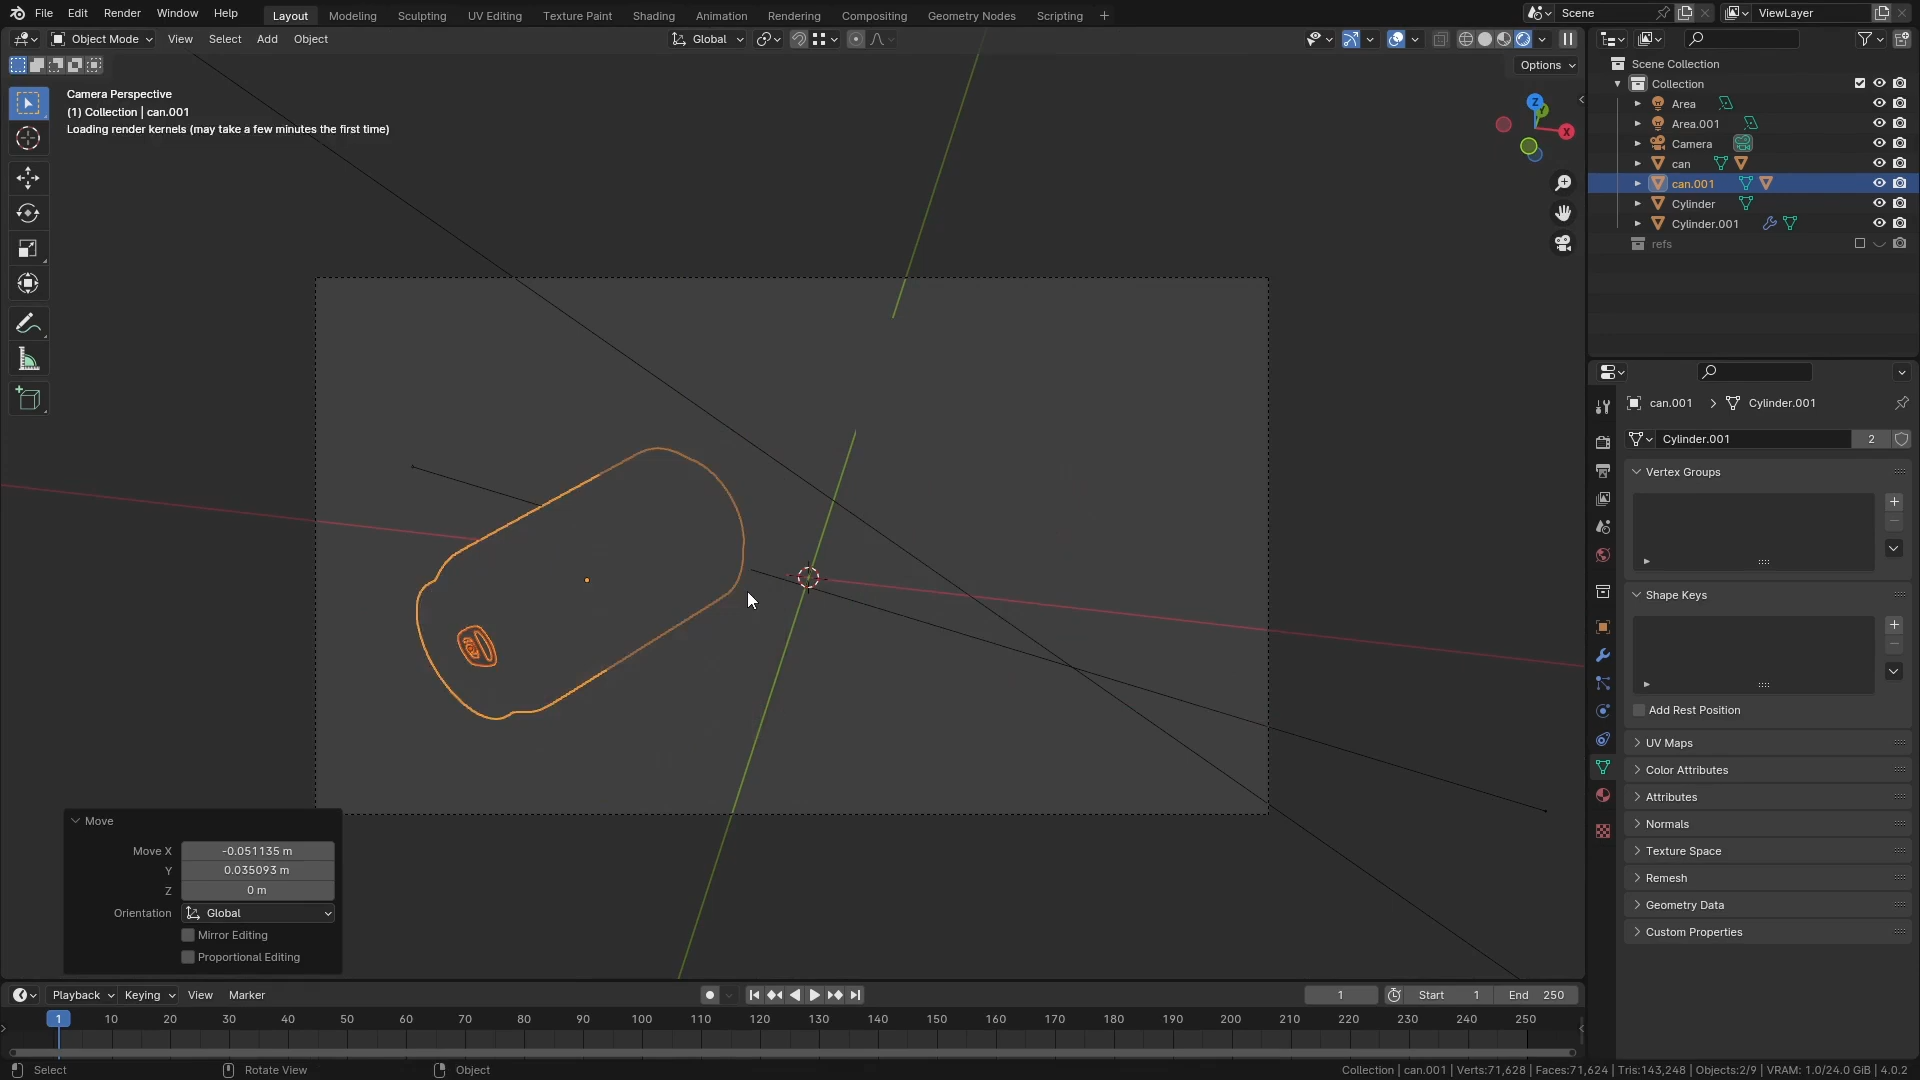 File Edit Render Window Help Layout Modeling Sculpting UV Editing Texture Paint Shading Animation Rendering Compositing Geometry Nodes Scripting + Scene ViewLayer
Object Mode View Select Add Object Global
Options
Camera Perspective
(1) Collection | can.001
Loading render kernels (may take a few minutes the first time)
Z
X
Scene Collection
Collection
Area
Area.001
Camera
can
can.001
Cylinder
Cylinder.001
refs
can.001 > Cylinder.001
Cylinder.001 2
Vertex Groups
Shape Keys
Add Rest Position
UV Maps
Color Attributes
Attributes
Normals
Texture Space
Remesh
Geometry Data
Custom Properties
Move
Move X -0.051135 m
Y 0.035093 m
Z 0 m
Orientation Global
Mirror Editing
Proportional Editing
Playback Keying View Marker 1 Start 1 End 250
1 10 20 30 40 50 60 70 80 90 100 110 120 130 140 150 160 170 180 190 200 210 220 230 240 250
Select Rotate View Object Collection | can.001 | Verts:71,628 | Faces:71,624 | Tris:143,248 | Objects:2/9 | VRAM: 1.0/24.0 GiB | 4.0.2